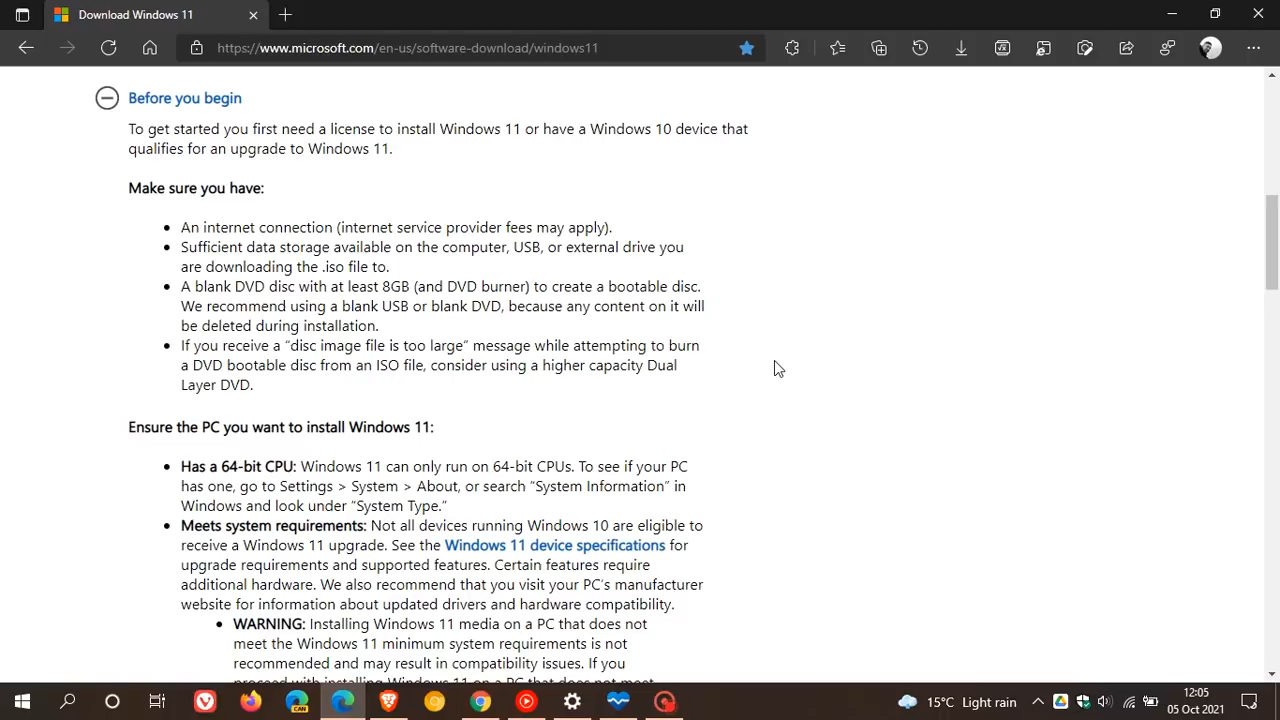 Download Windows 11
https://www.microsoft.com/en-us/software-download/windows11
Before you begin
To get started you first need a license to install Windows 11 or have a Windows 10 device that
qualifies for an upgrade to Windows 11.
Make sure you have:
An internet connection (internet service provider fees may apply).
Sufficient data storage available on the computer, USB, or external drive you
are downloading the .iso file to.
A blank DVD disc with at least 8GB (and DVD burner) to create a bootable disc.
We recommend using a blank USB or blank DVD, because any content on it will
be deleted during installation.
If you receive a “disc image file is too large” message while attempting to burn
a DVD bootable disc from an ISO file, consider using a higher capacity Dual
Layer DVD.
Ensure the PC you want to install Windows 11:
Has a 64-bit CPU: Windows 11 can only run on 64-bit CPUs. To see if your PC
has one, go to Settings > System > About, or search “System Information” in
Windows and look under “System Type.”
Meets system requirements: Not all devices running Windows 10 are eligible to
receive a Windows 11 upgrade. See the Windows 11 device specifications for
upgrade requirements and supported features. Certain features require
additional hardware. We also recommend that you visit your PC's manufacturer
website for information about updated drivers and hardware compatibility.
WARNING: Installing Windows 11 media on a PC that does not
meet the Windows 11 minimum system requirements is not
recommended and may result in compatibility issues. If you
proceed with installing Windows 11 on a PC that does not meet
CAN
15°C Light rain
12:05
05 Oct 2021